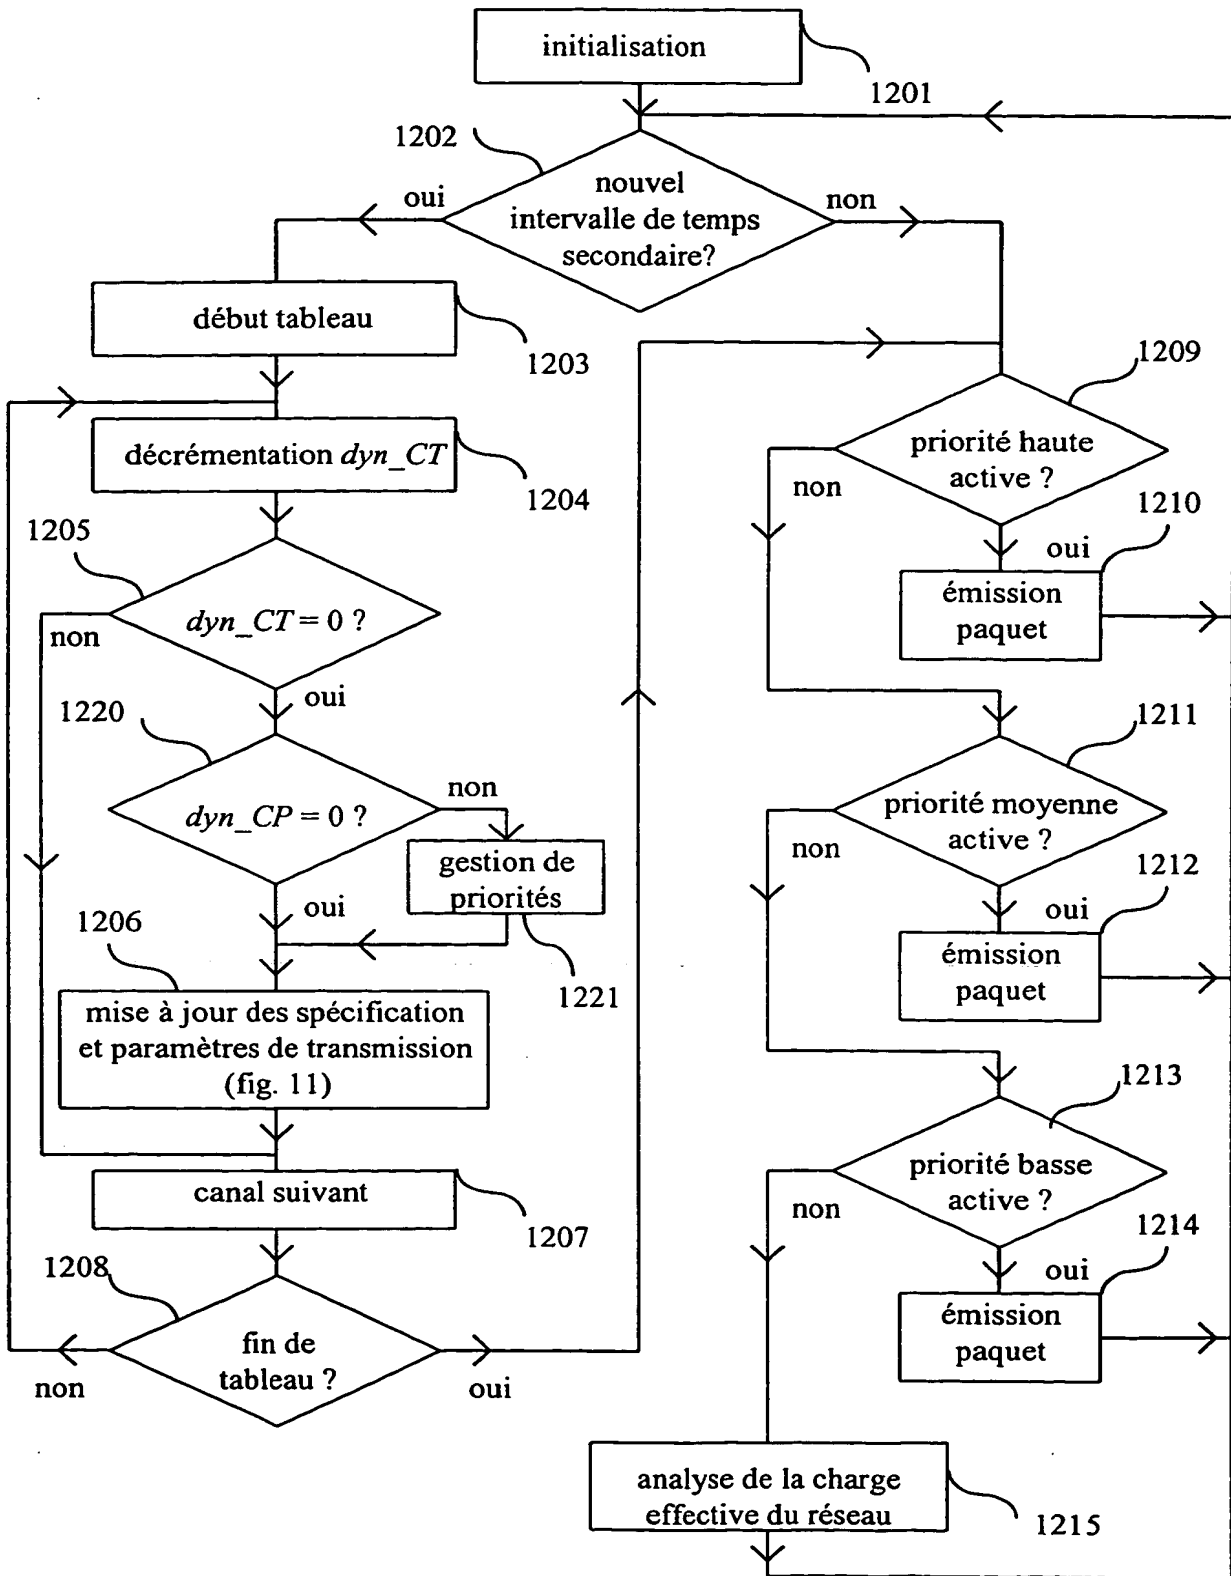 initialisation
1201
1202
nouvel
intervalle de temps
secondaire?
oui
non
début tableau
1203
1209
décrémentation dyn_CT
1204
priorité haute
active ?
non
oui
1210
émission
paquet
1205
dyn_CT = 0 ?
non
oui
1220
dyn_CP = 0 ?
non
gestion de
priorités
1221
oui
1211
priorité moyenne
active ?
non
oui
1212
émission
paquet
1206
mise à jour des spécification
et paramètres de transmission
(fig. 11)
1213
priorité basse
active ?
non
oui
1214
émission
paquet
canal suivant
1207
1208
fin de
tableau ?
non
oui
analyse de la charge
effective du réseau
1215